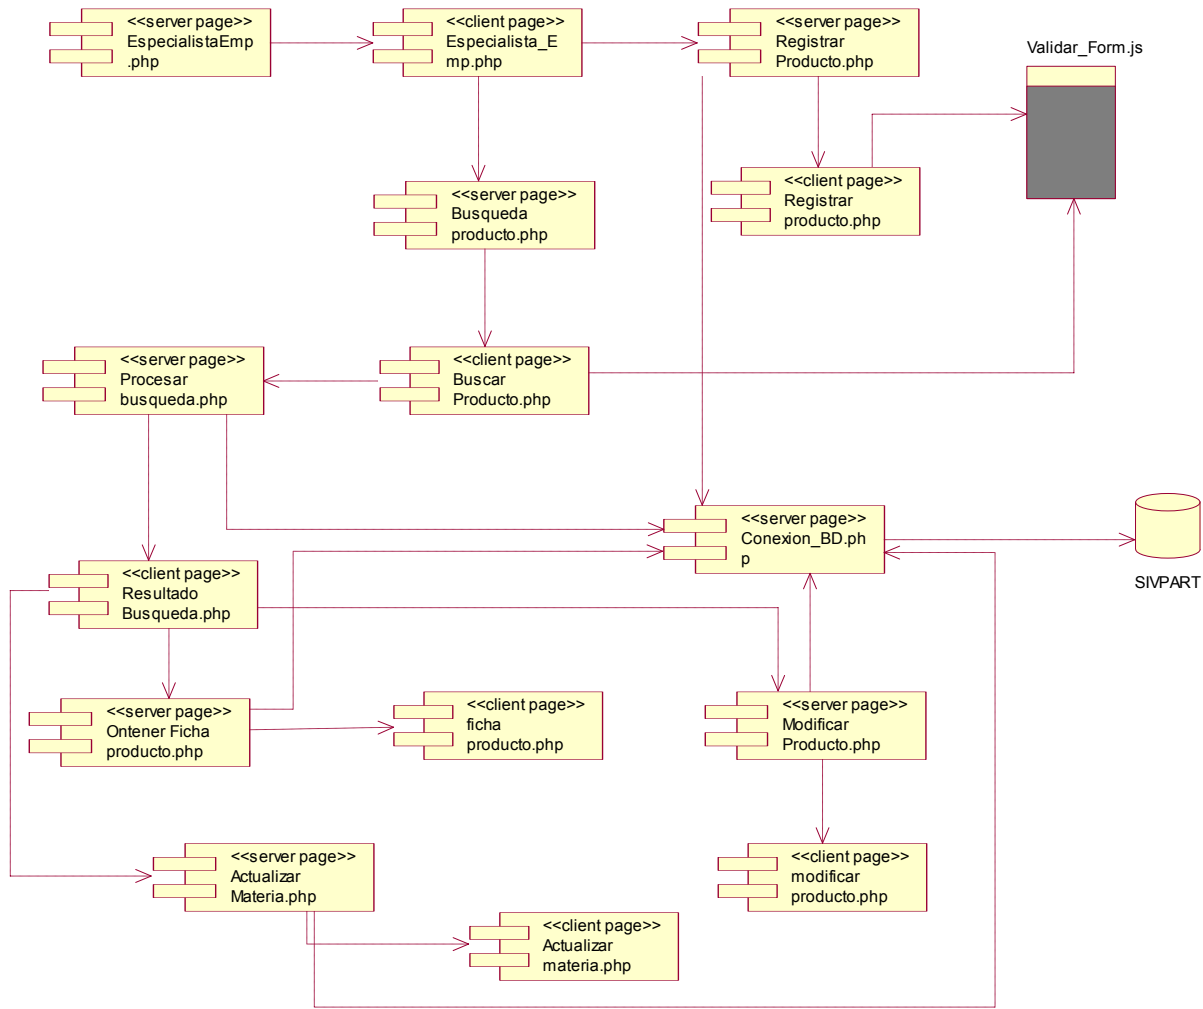 <<server page>>
EspecialistaEmp
.php
<<client page>>
Especialista_E
mp.php
<<server page>>
Registrar
Producto.php
Validar_Form.js
<<server page>>
Busqueda
producto.php
<<client page>>
Registrar
producto.php
<<server page>>
Procesar
busqueda.php
<<client page>>
Buscar
Producto.php
<<server page>>
Conexion_BD.ph
p
SIVPART
<<client page>>
Resultado
Busqueda.php
<<server page>>
Ontener Ficha
producto.php
<<client page>>
ficha
producto.php
<<server page>>
Modificar
Producto.php
<<server page>>
Actualizar
Materia.php
<<client page>>
modificar
producto.php
<<client page>>
Actualizar
materia.php